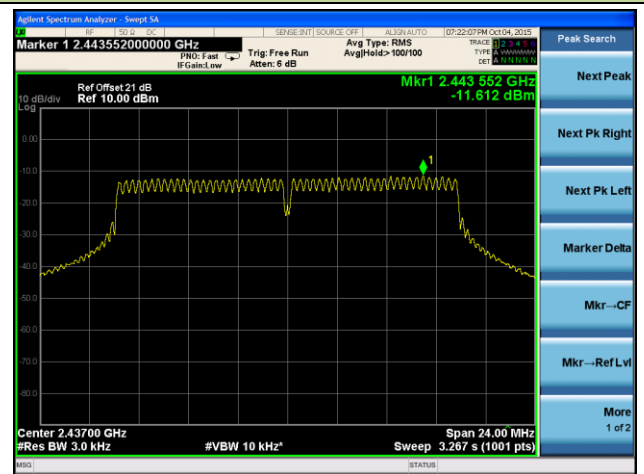 Agilent Spectrum Analyzer - Swept SA
RF 50 Ω DC SENSE:INT SOURCE OFF ALIGN AUTO 07:22:07PM Oct 04, 2015
Marker 1 2.443552000000 GHz
PNO: Fast
IFGain:Low
Trig: Free Run
Atten: 6 dB
Avg Type: RMS
Avg|Hold:> 100/100
TRACE 1 2 3 4 5 6
TYPE A WWWWW
DET A N N N N N
Peak Search
Ref Offset 21 dB
Ref 10.00 dBm
10 dB/div
Log
Mkr1 2.443 552 GHz
-11.612 dBm
Next Peak
0.00
Next Pk Right
-10.0
1
Next Pk Left
-20.0
-30.0
Marker Delta
-40.0
-50.0
Mkr→CF
-60.0
-70.0
Mkr→Ref Lvl
-80.0
More
1 of 2
Center 2.43700 GHz
Span 24.00 MHz
#Res BW 3.0 kHz
#VBW 10 kHz*
Sweep 3.267 s (1001 pts)
MSG
STATUS